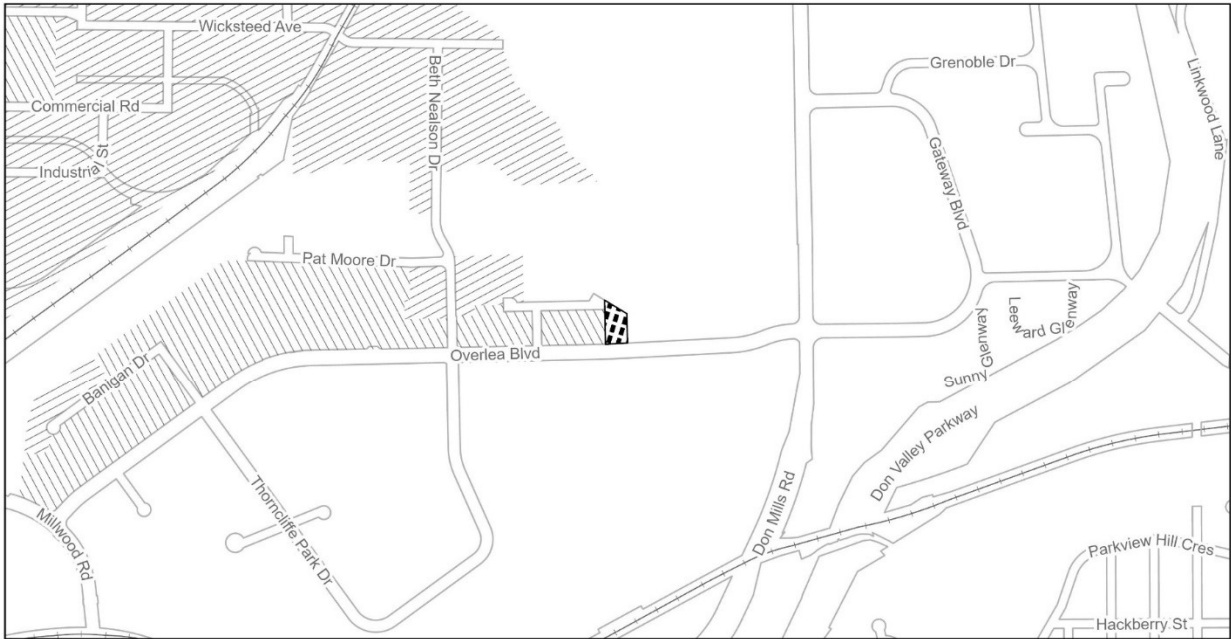 Wicksteed Ave
Commercial Rd
Industrial St
Beth Nealson Dr
Grenoble Dr
Linkwood Lane
Gateway Blvd
Pat Moore Dr
Leeward Glenway
Glenway
Sunny
Overlea Blvd
Banigan Dr
Don Valley Parkway
Thorncliffe Park Dr
Millwood Rd
Don Mills Rd
Parkview Hill Cres
Hackberry St